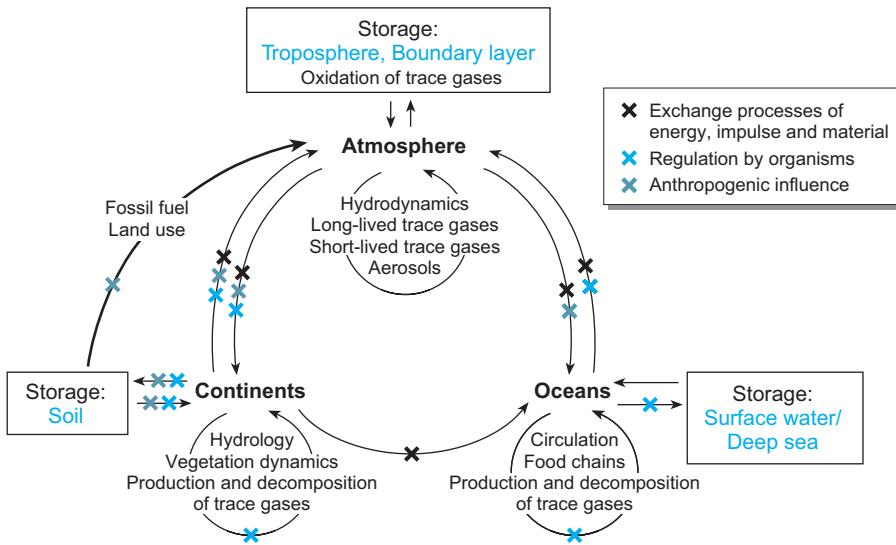 Storage:
Troposphere, Boundary layer
Oxidation of trace gases
Exchange processes of
energy, impulse and material
Regulation by organisms
Anthropogenic influence
Atmosphere
Hydrodynamics
Long-lived trace gases
Short-lived trace gases
Aerosols
Fossil fuel
Land use
Storage:
Soil
Continents
Hydrology
Vegetation dynamics
Production and decomposition
of trace gases
Oceans
Circulation
Food chains
Production and decomposition
of trace gases
Storage:
Surface water/
Deep sea